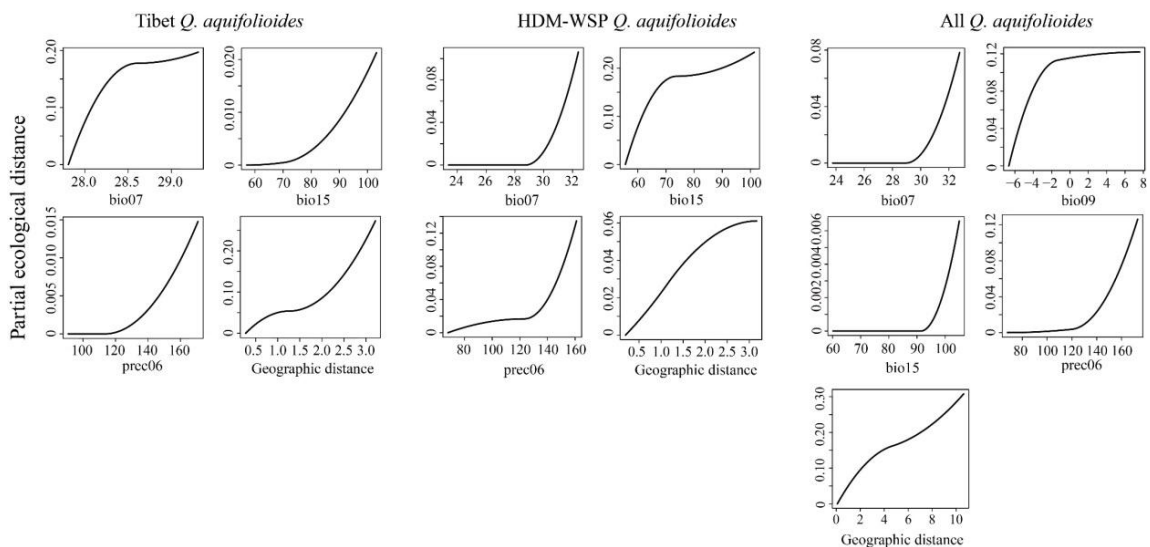 Tibet Q. aquifolioides
HDM-WSP Q. aquifolioides
All Q. aquifolioides
Partial ecological distance
0 0.10 0.20
28.0 28.5 29.0
bio07
0 0.010 0.020
60 70 80 90 100
bio15
0 0.04 0.08
24 26 28 30 32
bio07
0 0.10 0.20
60 70 80 90 100
bio15
0 0.04 0.08
24 26 28 30 32
bio07
0 0.04 0.08 0.12
−6 −4 −2 0 2 4 6 8
bio09
0 0.005 0.015
100 120 140 160
prec06
0 0.10 0.20
0.5 1.0 1.5 2.0 2.5 3.0
Geographic distance
0 0.04 0.08 0.12
80 100 120 140 160
prec06
0 0.02 0.04 0.06
0.5 1.0 1.5 2.0 2.5 3.0
Geographic distance
0 0.002 0.004 0.006
60 70 80 90 100
bio15
0 0.04 0.08 0.12
80 100 120 140 160
prec06
0 0.10 0.20 0.30
0 2 4 6 8 10
Geographic distance